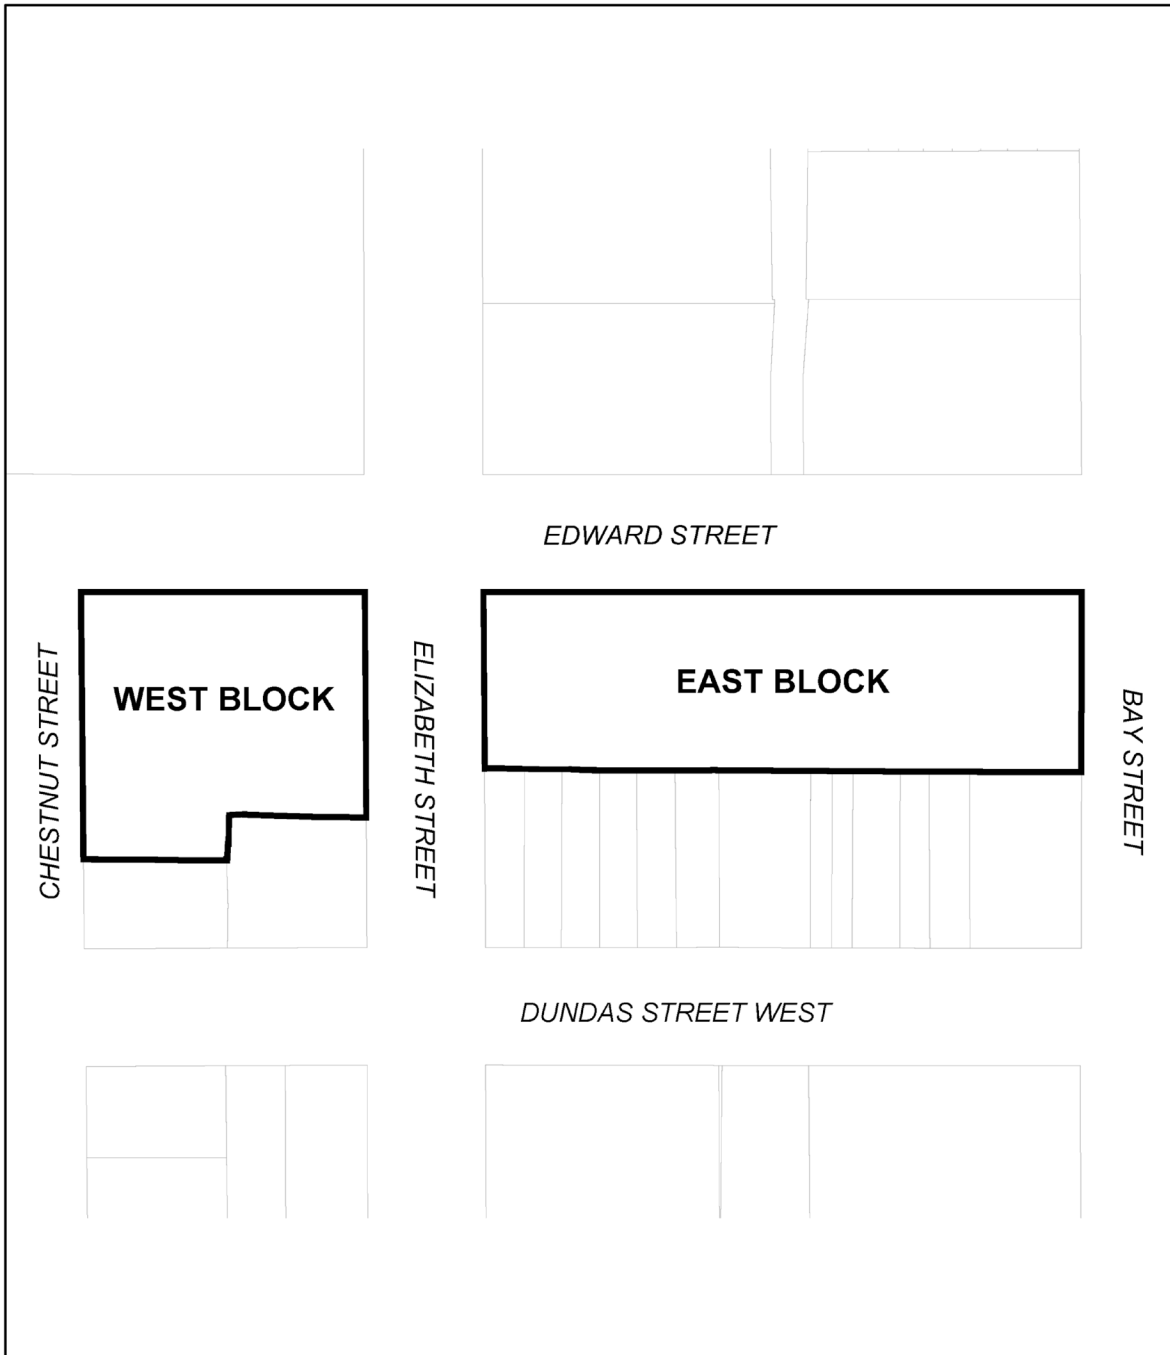 EDWARD STREET
WEST BLOCK
EAST BLOCK
CHESTNUT STREET
ELIZABETH STREET
BAY STREET
DUNDAS STREET WEST